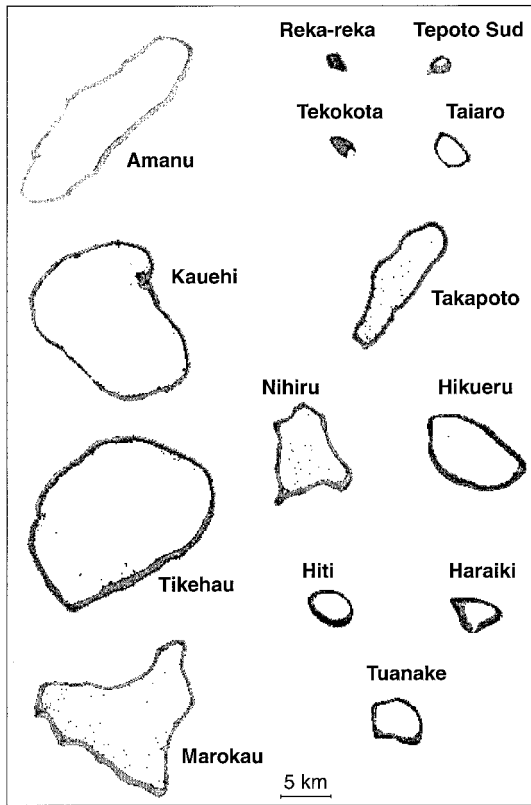 Reka-reka
Tepoto Sud
Tekokota
Taiaro
Amanu
Kauehi
Takapoto
Nihiru
Hikueru
Tikehau
Hiti
Haraiki
Tuanake
Marokau
5 km